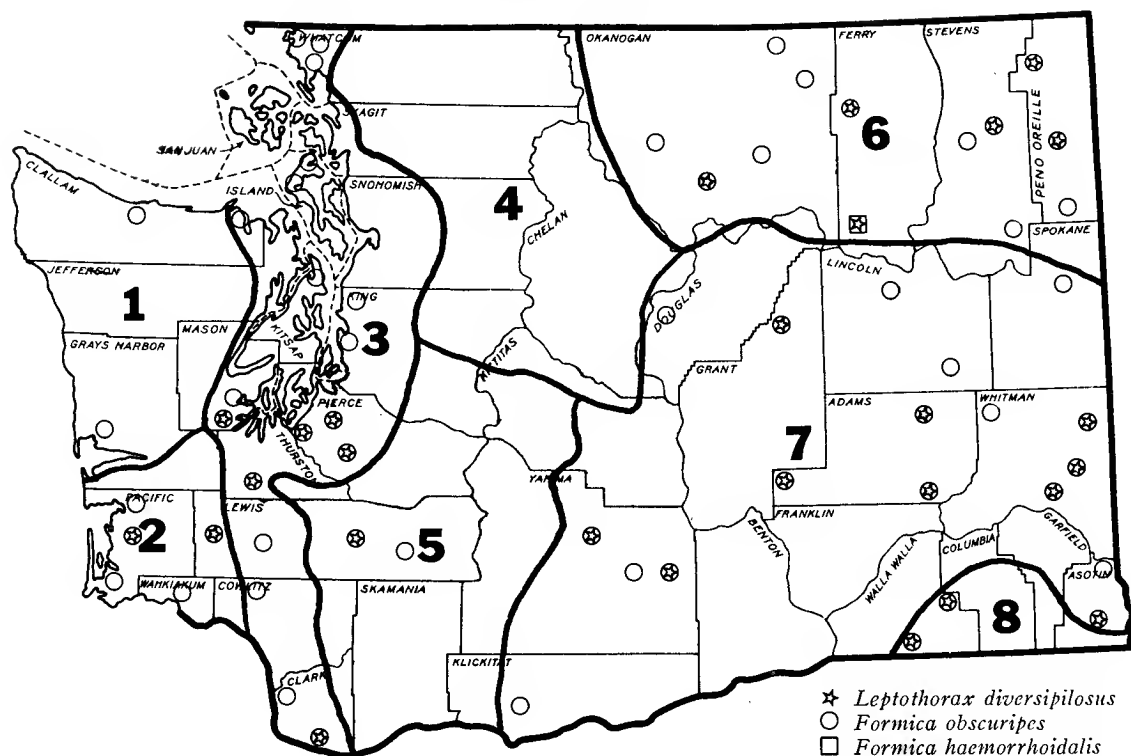 WHATCOM
OKANOGAN
FERRY
STEVENS
PEND OREILLE
SKAGIT
SAN JUAN
6
CLALLAM
ISLAND
SNOHOMISH
4
CHELAN
SPOKANE
JEFFERSON
LINCOLN
DOUGLAS
1
KING
3
MASON
KITSAP
GRAYS HARBOR
KITTITAS
GRANT
PIERCE
ADAMS
WHITMAN
7
THURSTON
YAKIMA
PACIFIC
LEWIS
FRANKLIN
BENTON
GARFIELD
2
5
COLUMBIA
WALLA WALLA
ASOTIN
WAHKIAKUM
COWLITZ
SKAMANIA
8
KLICKITAT
CLARK
Leptothorax diversipilosus
Formica obscuripes
Formica haemorrhoidalis